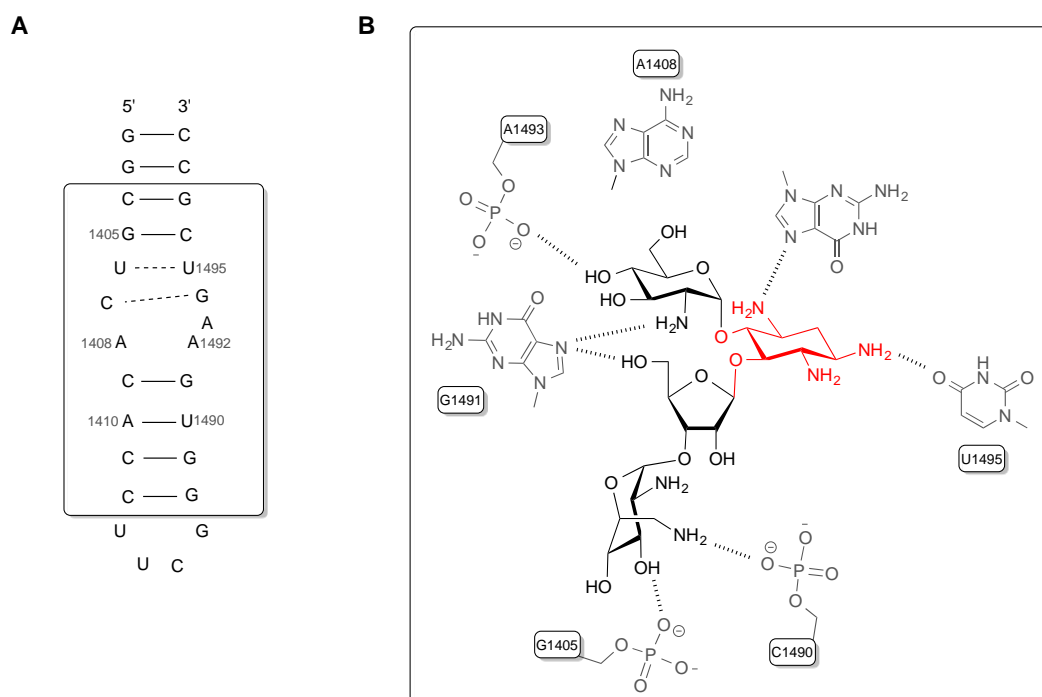 A
5' 3'
G C
G C
C G
1405 G C
U U 1495
C G
A
1408 A A 1492
C G
1410 A U 1490
C G
C G
U G
U C
B
A1408
NH2
N N
N N
A1493
O
O P O-
O ⊖
-
N N NH2
N NH
O
OH
HO O
HO
H2N
H2N
O
O NH
H2N N N
N
G1491
HO
O O
NH2
NH2
O NH O
N
U1495
O OH
O NH2
NH2
HO OH
O- ⊖
O P O
O
C1490
O ⊖
G1405 O P O-
O